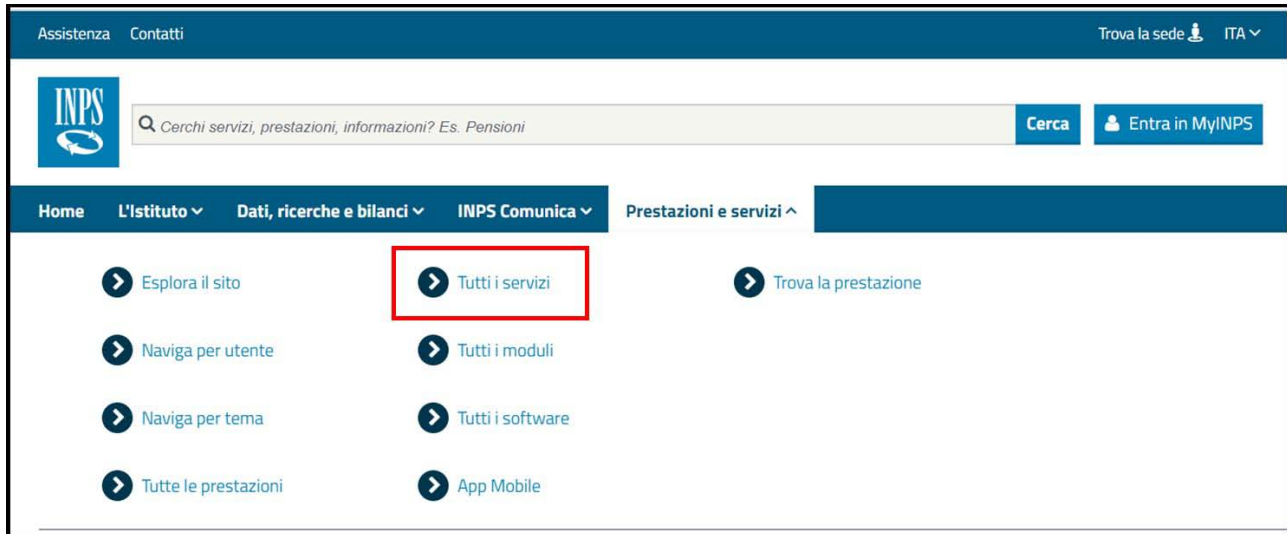 Assistenza Contatti Trova la sede ITA
INPS
Cerchi servizi, prestazioni, informazioni? Es. Pensioni Cerca Entra in MyINPS
Home L'Istituto Dati, ricerche e bilanci INPS Comunica Prestazioni e servizi
Esplora il sito Tutti i servizi Trova la prestazione
Naviga per utente Tutti i moduli
Naviga per tema Tutti i software
Tutte le prestazioni App Mobile